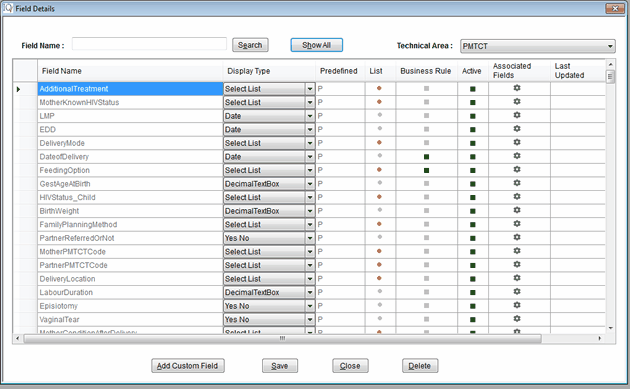 Field Details
Field Name : Search Show All Technical Area : PMTCT
Field Name Display Type Predefined List Business Rule Active Associated Fields Last Updated
AdditionalTreatment Select List P
MotherKnownHIVStatus Select List P
LMP Date P
EDD Date P
DeliveryMode Select List P
DateofDelivery Date P
FeedingOption Select List P
GestAgeAtBirth DecimalTextBox P
HIVStatus_Child Select List P
BirthWeight DecimalTextBox P
FamilyPlanningMethod Select List P
PartnerReferredOrNot Yes No P
MotherPMTCTCode Select List P
PartnerPMTCTCode Select List P
DeliveryLocation Select List P
LabourDuration DecimalTextBox P
Episiotomy Yes No P
VaginalTear Yes No P
MotherConditionAfterDelivery Select List P
Add Custom Field Save Close Delete